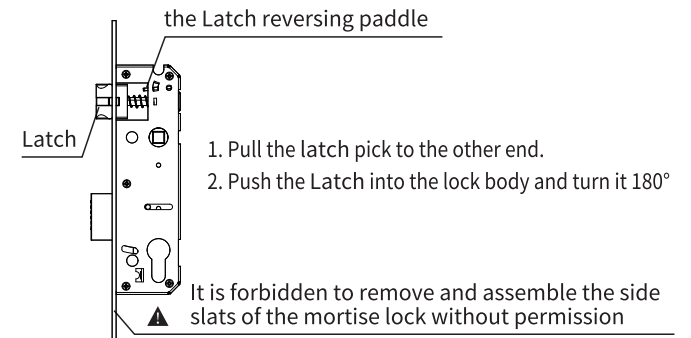 the Latch reversing paddle
Latch
1. Pull the latch pick to the other end.
2. Push the Latch into the lock body and turn it 180°
It is forbidden to remove and assemble the side
slats of the mortise lock without permission